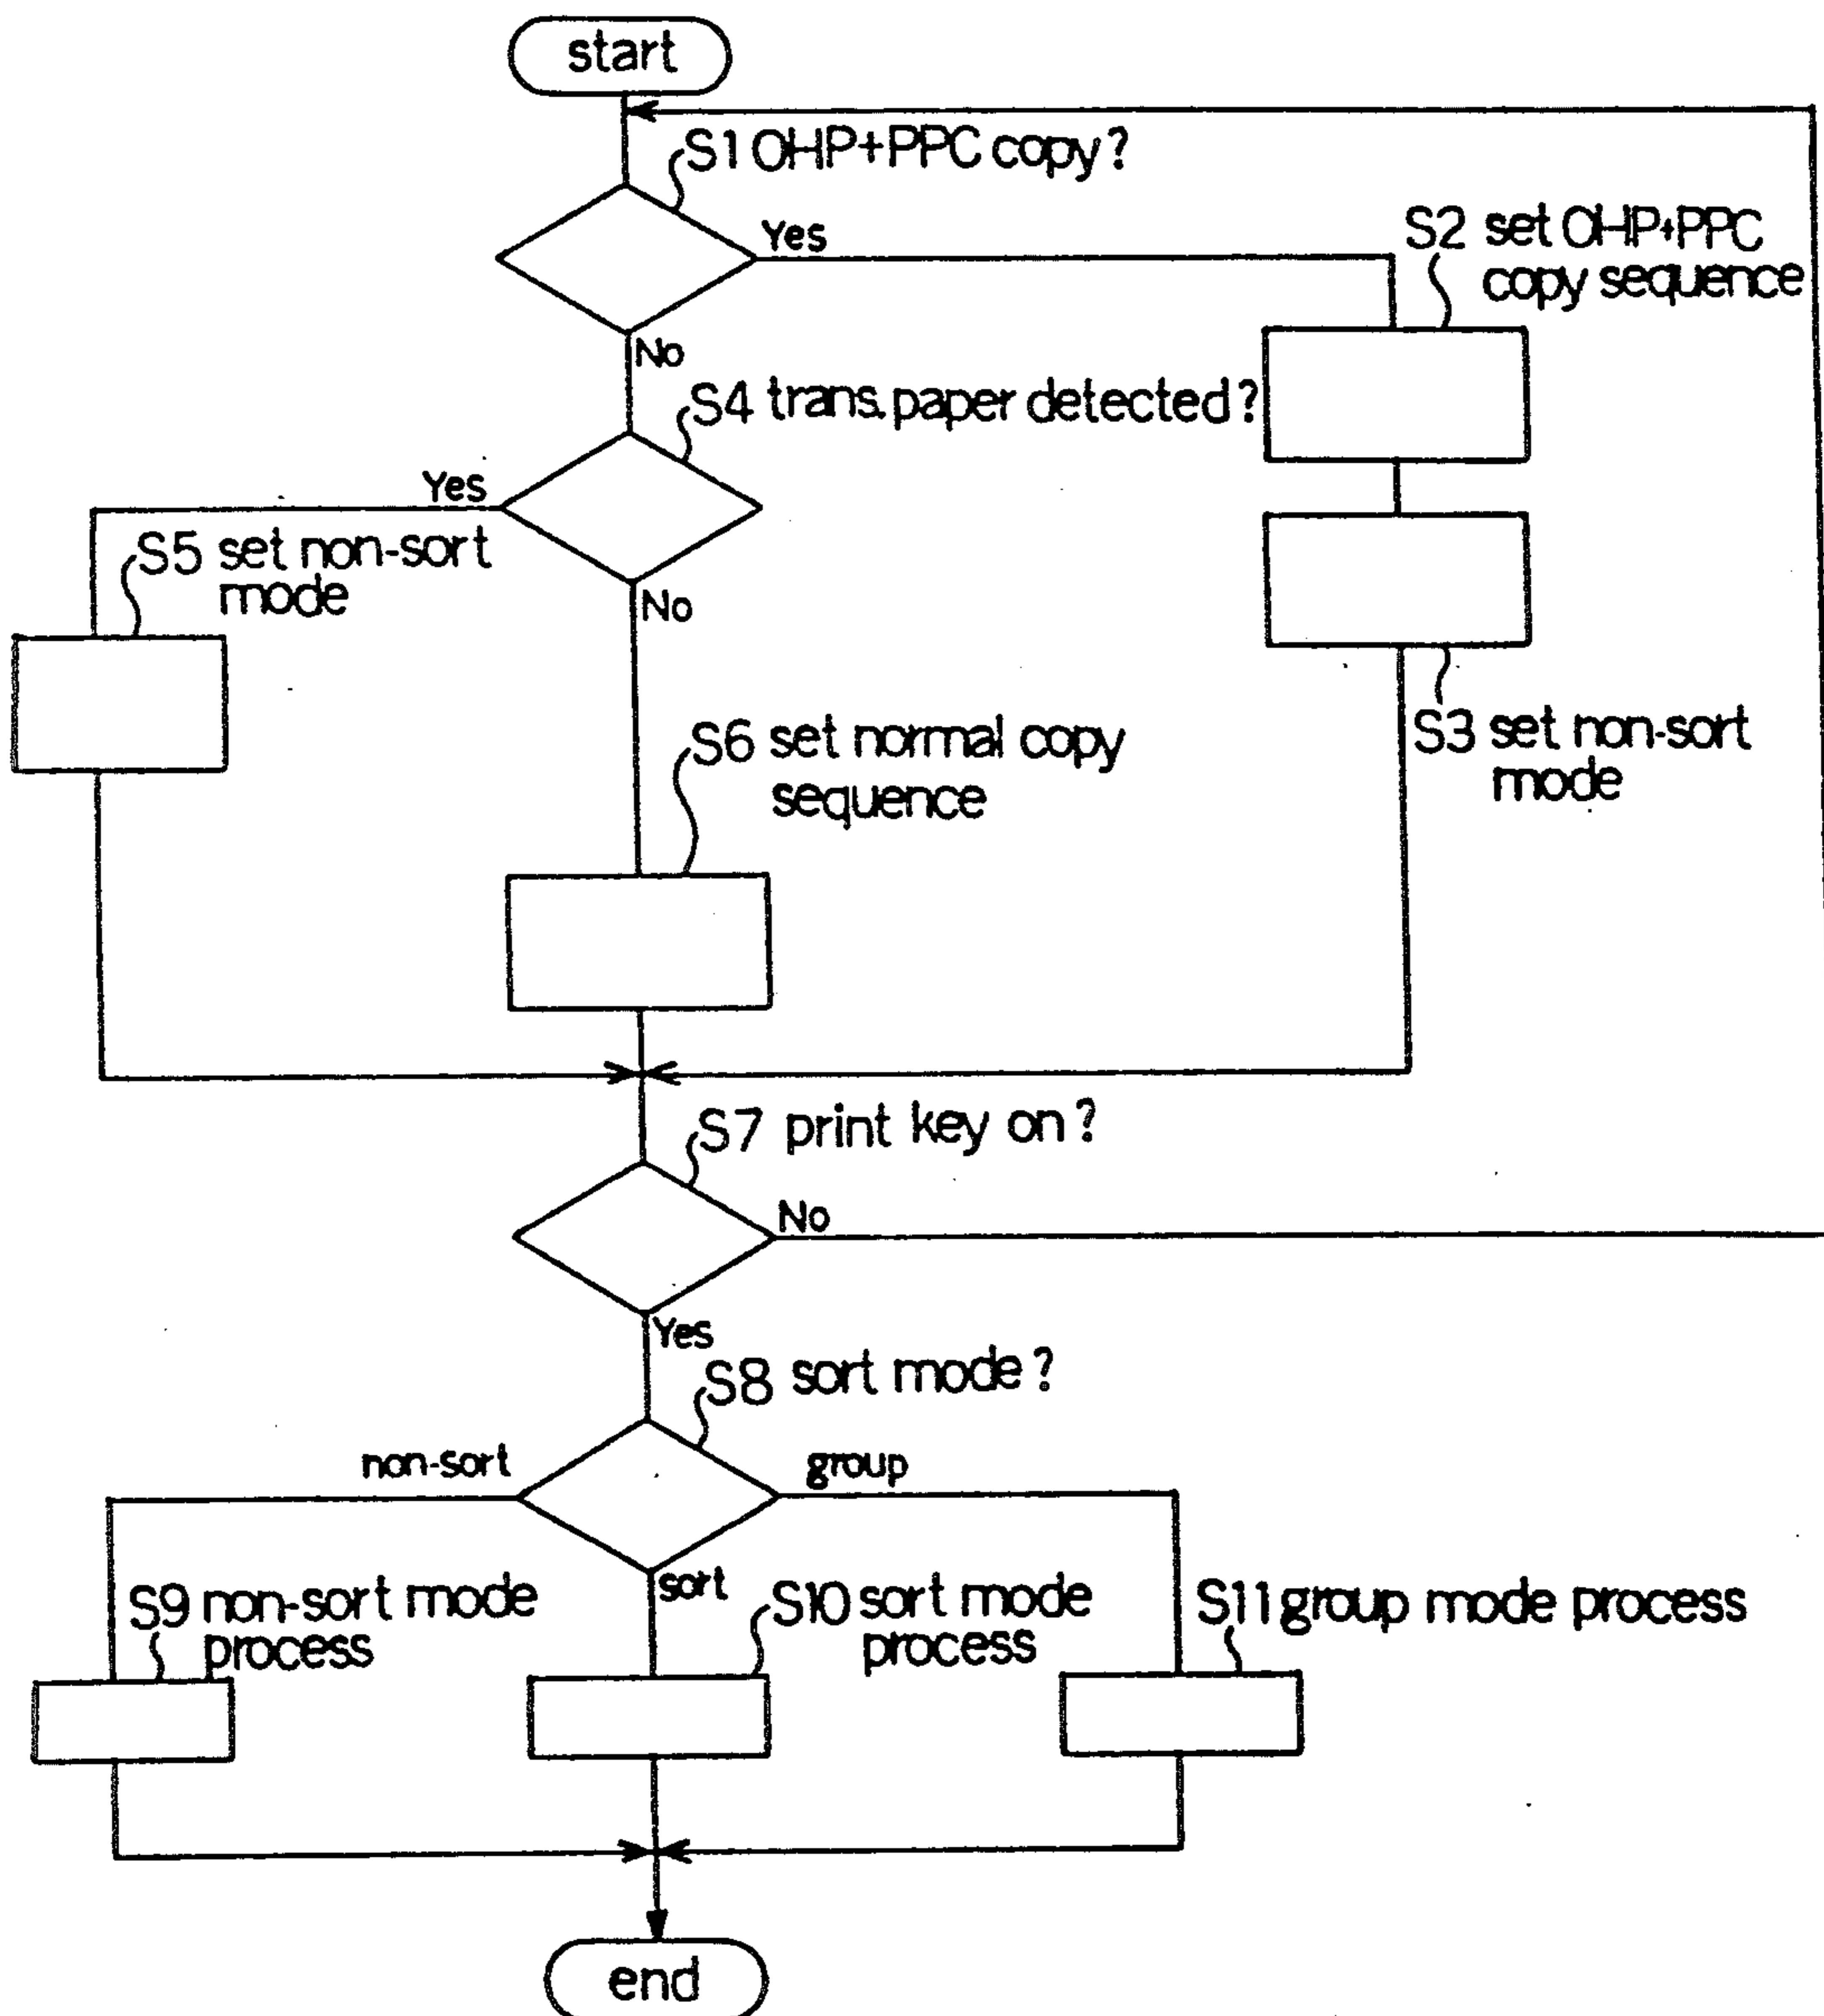 start
S1 OHP+PPC copy?
Yes
S2 set OHP+PPC
copy sequence
No
S4 trans. paper detected?
Yes
S5 set non-sort
mode
No
S6 set normal copy
sequence
S3 set non-sort
mode
S7 print key on?
No
Yes
S8 sort mode?
non-sort
group
sort
S9 non-sort mode
process
S10 sort mode
process
S11 group mode process
end